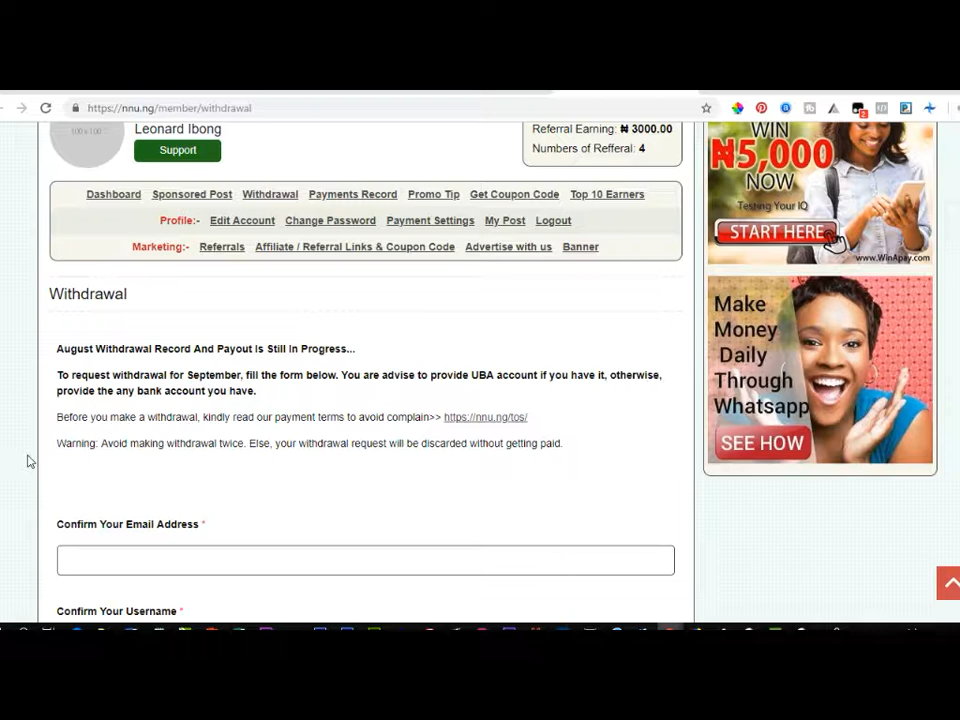 https://nnu.ng/member/withdrawal
100 x 100
Leonard Ibong
Support
Referral Earning: ₦ 3000.00
Numbers of Refferal: 4
Dashboard Sponsored Post Withdrawal Payments Record Promo Tip Get Coupon Code Top 10 Earners
Profile:- Edit Account Change Password Payment Settings My Post Logout
Marketing:- Referrals Affiliate / Referral Links & Coupon Code Advertise with us Banner
Withdrawal
August Withdrawal Record And Payout Is Still In Progress...
To request withdrawal for September, fill the form below. You are advise to provide UBA account if you have it, otherwise,
provide the any bank account you have.
Before you make a withdrawal, kindly read our payment terms to avoid complain>> https://nnu.ng/tos/
Warning: Avoid making withdrawal twice. Else, your withdrawal request will be discarded without getting paid.
Confirm Your Email Address *
Confirm Your Username *
WIN
₦5,000
NOW
Testing Your IQ
START HERE
www.WinApay.com
Make
Money
Daily
Through
Whatsapp
SEE HOW
2